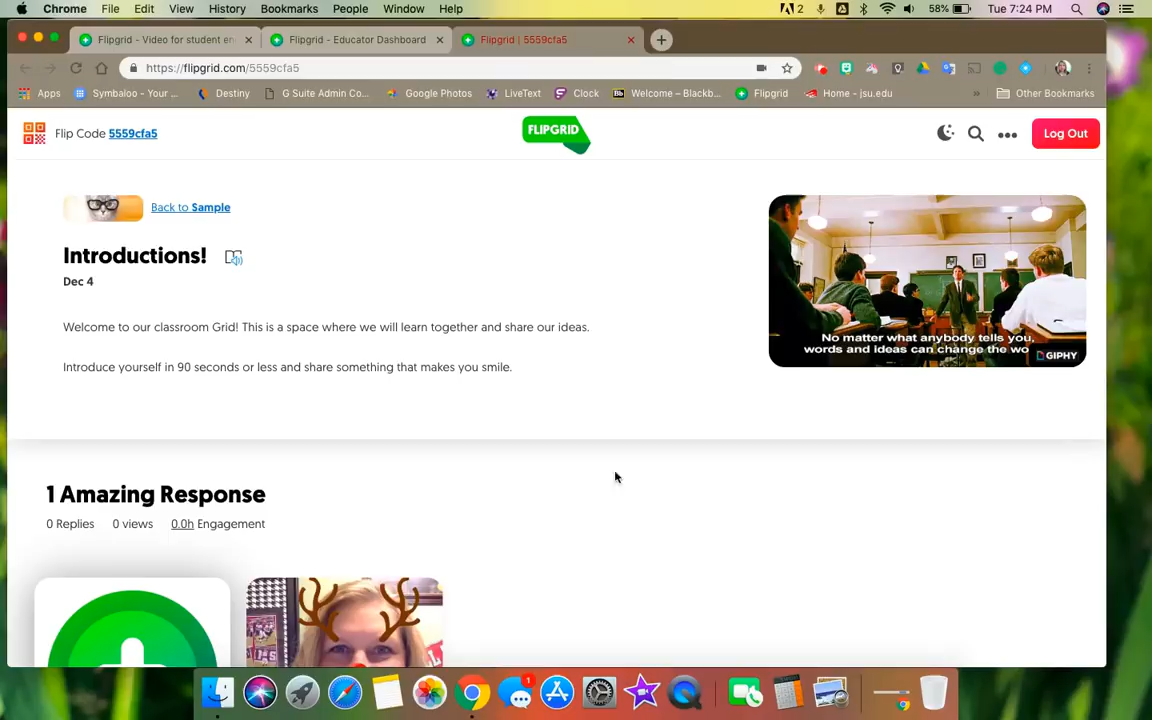 Chrome File Edit View History Bookmarks People Window Help 2 58% Tue 7:24 PM
Flipgrid - Video for student en Flipgrid - Educator Dashboard Flipgrid | 5559cfa5
https://flipgrid.com/5559cfa5
Apps Symbaloo - Your ... Destiny G Suite Admin Co... Google Photos LiveText Clock Bb Welcome – Blackb... Flipgrid Home - jsu.edu » Other Bookmarks
Flip Code 5559cfa5 FLIPGRID Log Out
Back to Sample
Introductions!
Dec 4
Welcome to our classroom Grid! This is a space where we will learn together and share our ideas.
Introduce yourself in 90 seconds or less and share something that makes you smile.
No matter what anybody tells you,
words and ideas can change the wo
GIPHY
1 Amazing Response
0 Replies 0 views 0.0h Engagement
1